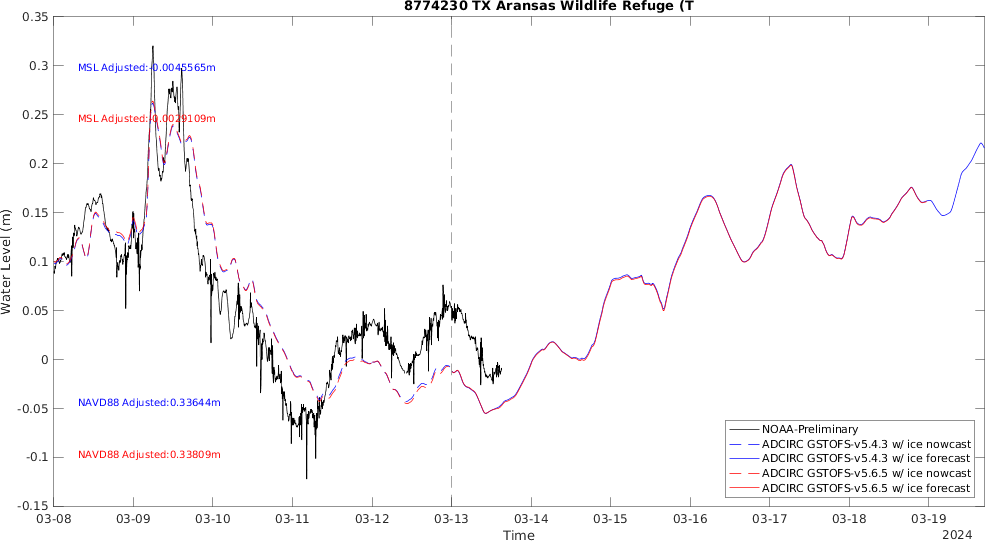 8774230 TX Aransas Wildlife Refuge (T
0.35
0.3
0.25
0.2
0.15
0.1
0.05
0
-0.05
-0.1
-0.15
Water Level (m)
MSL Adjusted:-0.0045565m
MSL Adjusted:-0.0029109m
NAVD88 Adjusted:0.33644m
NAVD88 Adjusted:0.33809m
NOAA-Preliminary
ADCIRC GSTOFS-v5.4.3 w/ ice nowcast
ADCIRC GSTOFS-v5.4.3 w/ ice forecast
ADCIRC GSTOFS-v5.6.5 w/ ice nowcast
ADCIRC GSTOFS-v5.6.5 w/ ice forecast
03-08 03-09 03-10 03-11 03-12 03-13 03-14 03-15 03-16 03-17 03-18 03-19
Time
2024